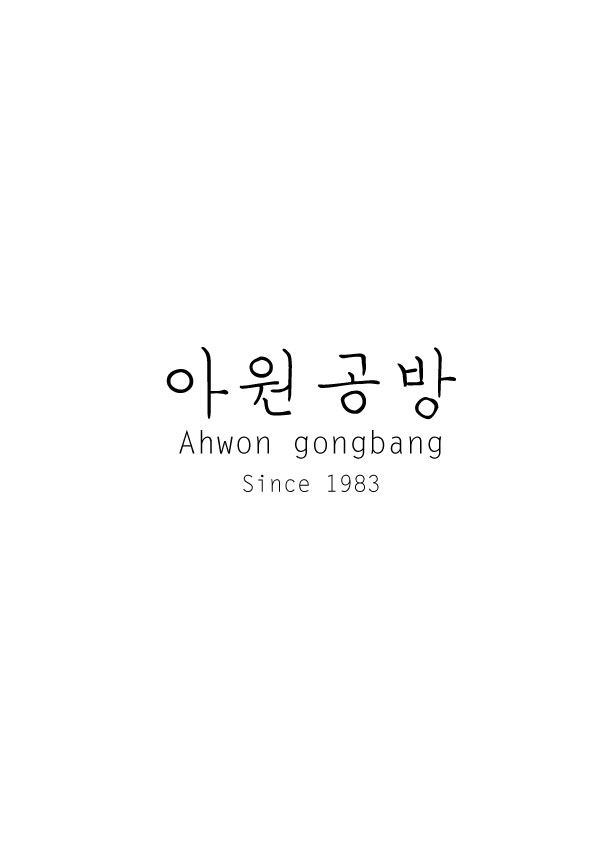 아원공방
Ahwon gongbang
Since 1983